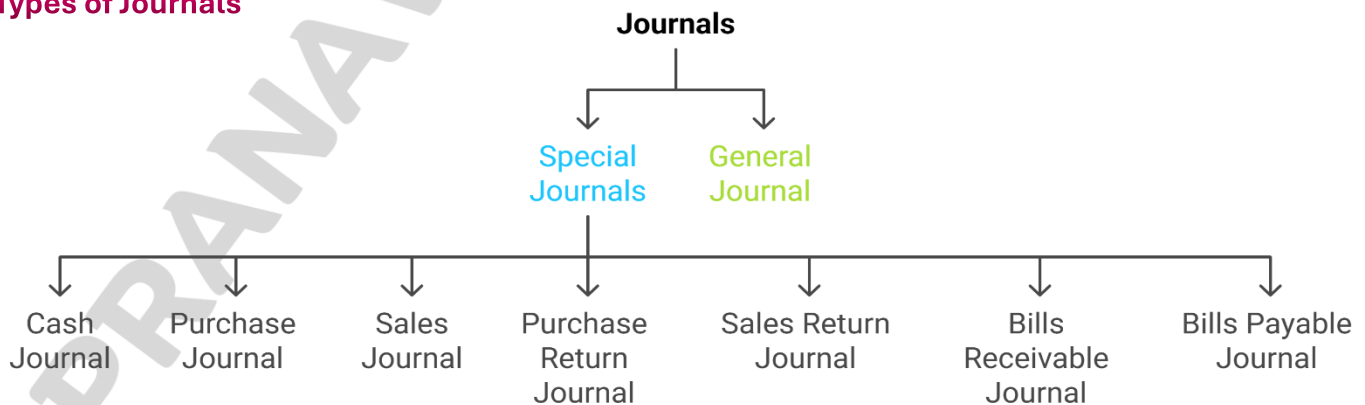 Types of Journals
Journals
Special
Journals
General
Journal
Cash
Journal
Purchase
Journal
Sales
Journal
Purchase
Return
Journal
Sales Return
Journal
Bills
Receivable
Journal
Bills Payable
Journal
PRANA